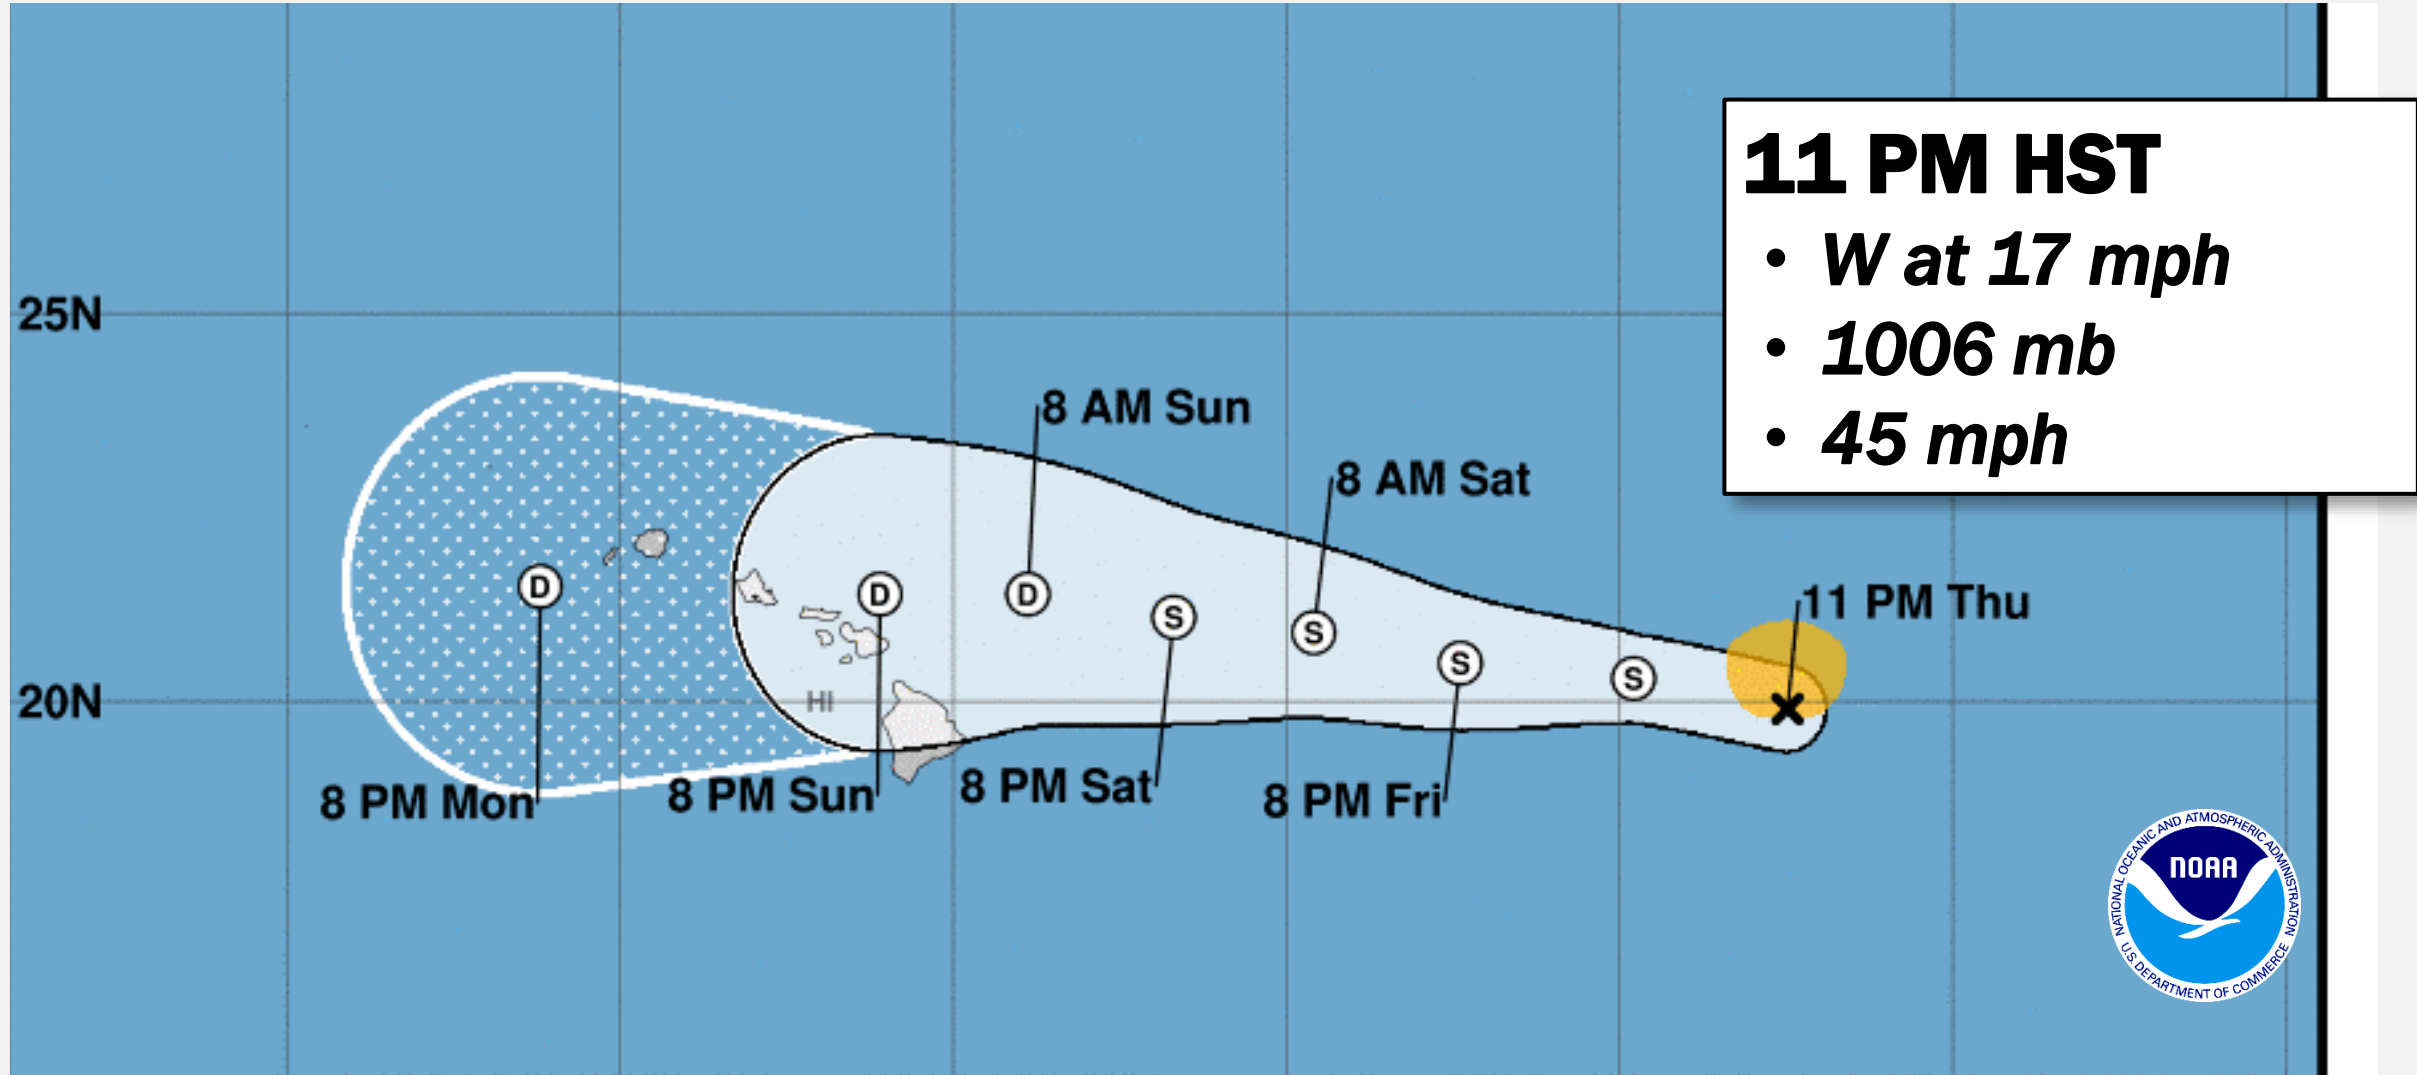 11 PM HST
• W at 17 mph
• 1006 mb
• 45 mph
25N
8 AM Sun
8 AM Sat
D
D
D
S
S
S
S
11 PM Thu
20N
HI
8 PM Mon
8 PM Sun
8 PM Sat
8 PM Fri
NATIONAL OCEANIC AND ATMOSPHERIC ADMINISTRATION
NOAA
U.S. DEPARTMENT OF COMMERCE